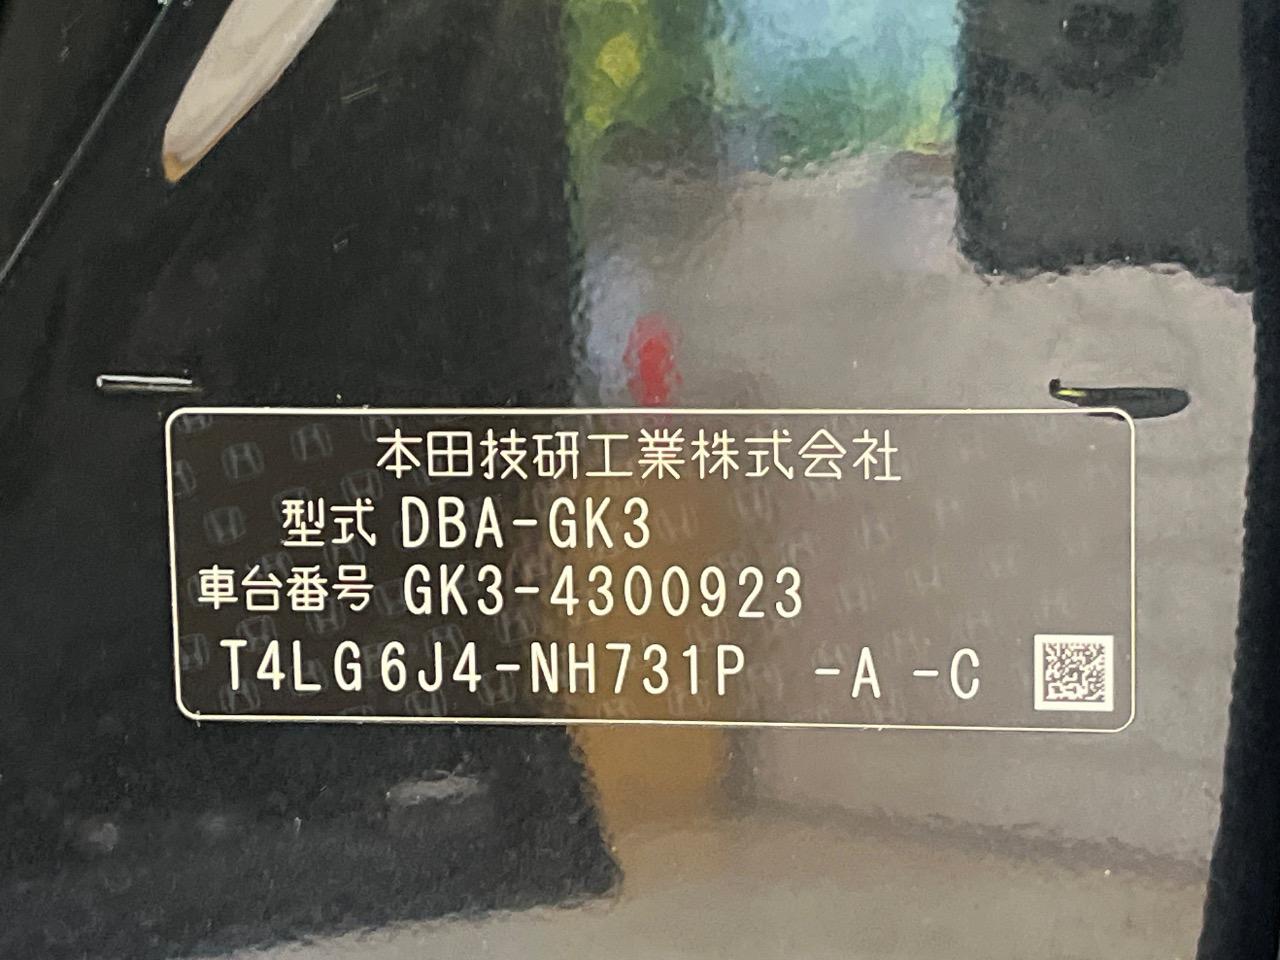 本田技研工業株式会社
型式 DBA-GK3
車台番号 GK3-4300923
T4LG6J4-NH731P -A -C